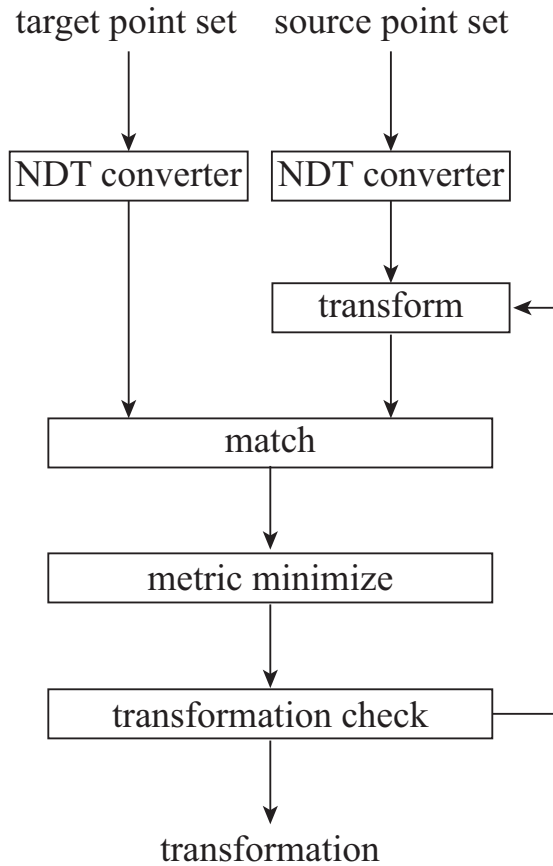 target point set
source point set
NDT converter
NDT converter
transform
match
metric minimize
transformation check
transformation